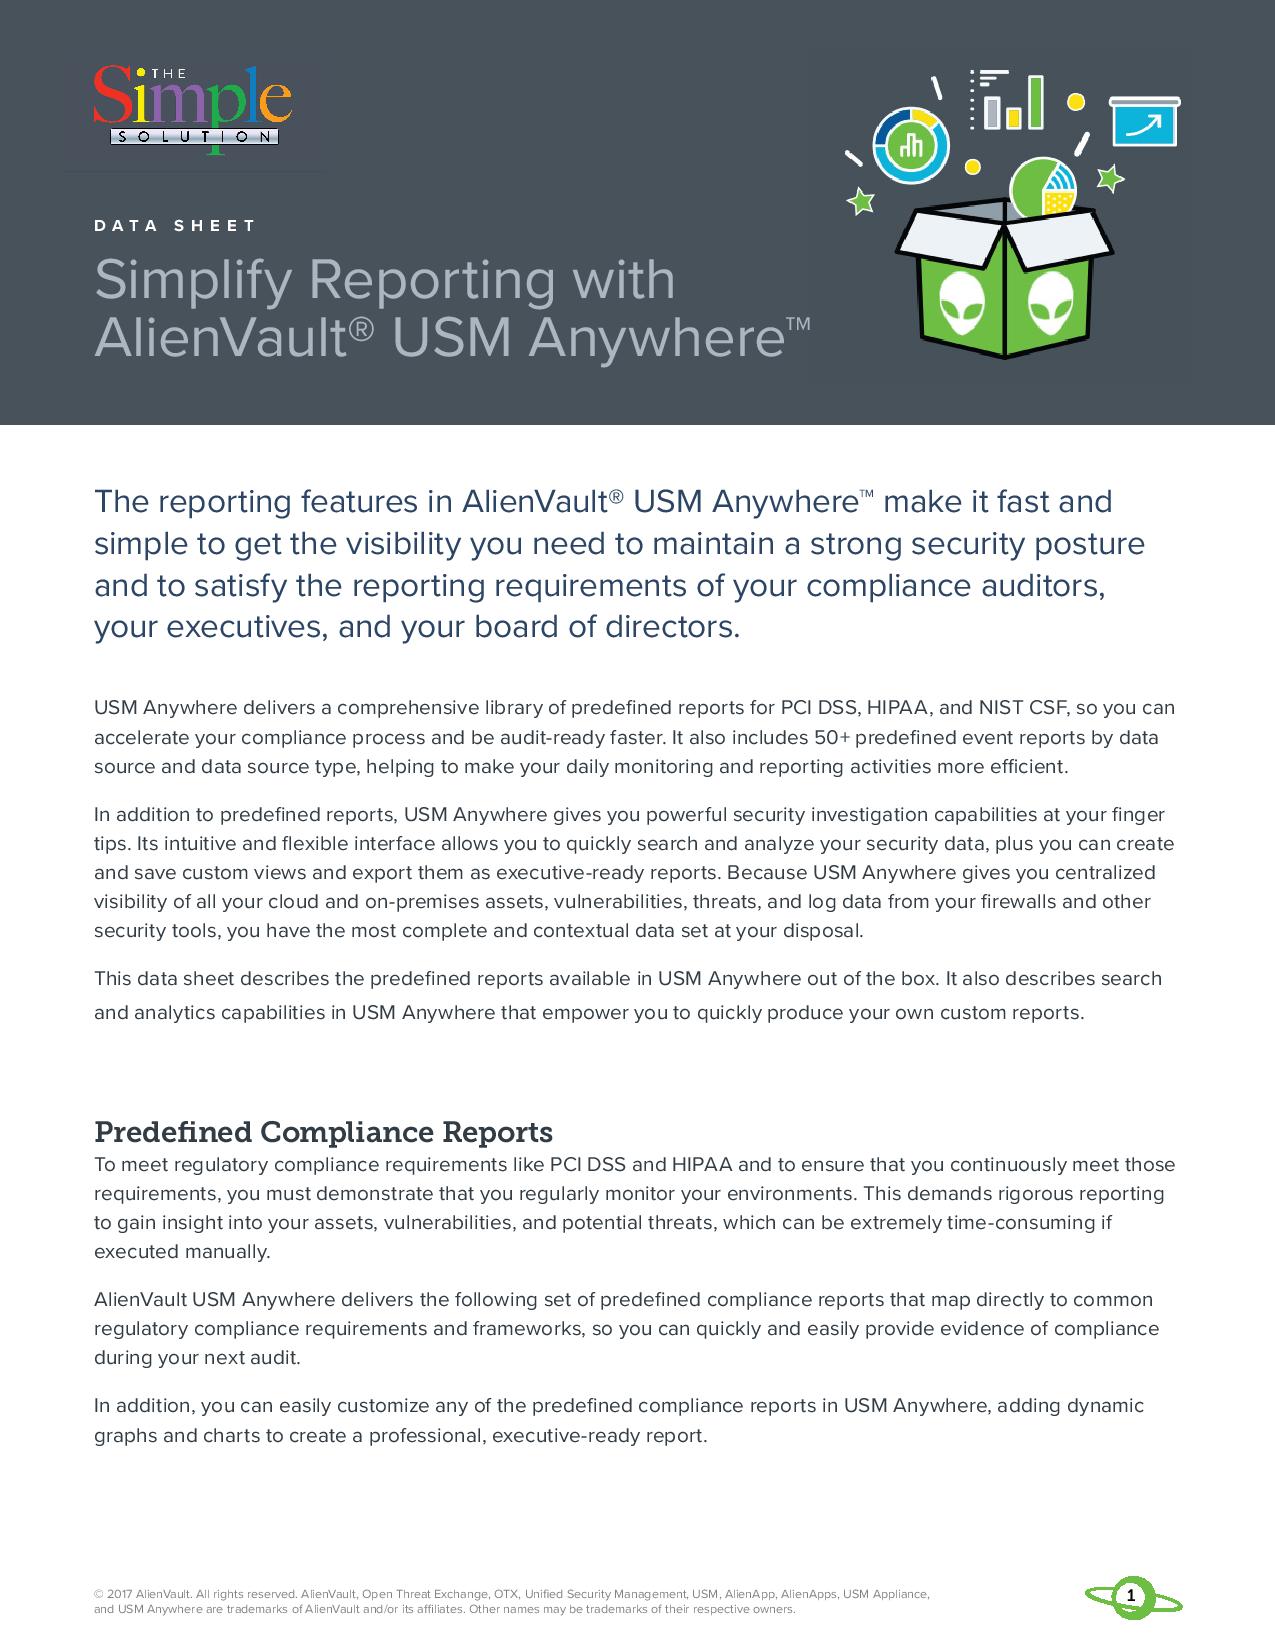 THE
Simple
SOLUTION
DATA SHEET
Simplify Reporting with
AlienVault® USM Anywhere™
The reporting features in AlienVault® USM Anywhere™ make it fast and
simple to get the visibility you need to maintain a strong security posture
and to satisfy the reporting requirements of your compliance auditors,
your executives, and your board of directors.
USM Anywhere delivers a comprehensive library of predefined reports for PCI DSS, HIPAA, and NIST CSF, so you can
accelerate your compliance process and be audit-ready faster. It also includes 50+ predefined event reports by data
source and data source type, helping to make your daily monitoring and reporting activities more efficient.
In addition to predefined reports, USM Anywhere gives you powerful security investigation capabilities at your finger
tips. Its intuitive and flexible interface allows you to quickly search and analyze your security data, plus you can create
and save custom views and export them as executive-ready reports. Because USM Anywhere gives you centralized
visibility of all your cloud and on-premises assets, vulnerabilities, threats, and log data from your firewalls and other
security tools, you have the most complete and contextual data set at your disposal.
This data sheet describes the predefined reports available in USM Anywhere out of the box. It also describes search
and analytics capabilities in USM Anywhere that empower you to quickly produce your own custom reports.
Predefined Compliance Reports
To meet regulatory compliance requirements like PCI DSS and HIPAA and to ensure that you continuously meet those
requirements, you must demonstrate that you regularly monitor your environments. This demands rigorous reporting
to gain insight into your assets, vulnerabilities, and potential threats, which can be extremely time-consuming if
executed manually.
AlienVault USM Anywhere delivers the following set of predefined compliance reports that map directly to common
regulatory compliance requirements and frameworks, so you can quickly and easily provide evidence of compliance
during your next audit.
In addition, you can easily customize any of the predefined compliance reports in USM Anywhere, adding dynamic
graphs and charts to create a professional, executive-ready report.
© 2017 AlienVault. All rights reserved. AlienVault, Open Threat Exchange, OTX, Unified Security Management, USM, AlienApp, AlienApps, USM Appliance,
and USM Anywhere are trademarks of AlienVault and/or its affiliates. Other names may be trademarks of their respective owners.
1